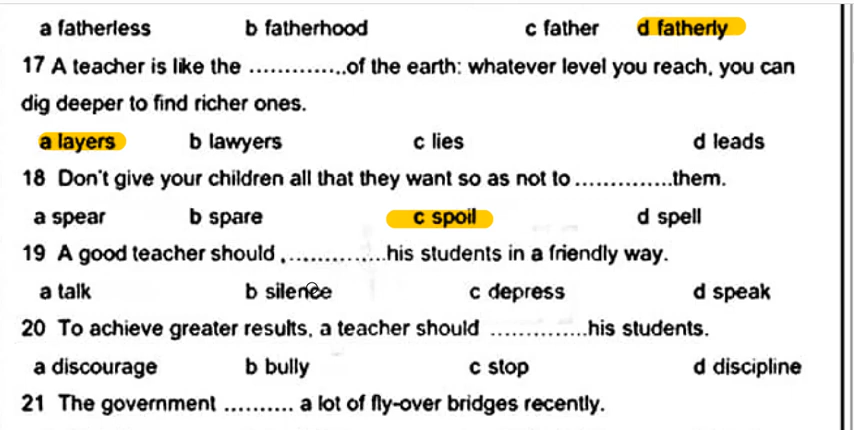 a fatherless b fatherhood c father d fatherly
17 A teacher is like the ..............of the earth: whatever level you reach, you can
dig deeper to find richer ones.
a layers b lawyers c lies d leads
18 Don't give your children all that they want so as not to ..............them.
a spear b spare c spoil d spell
19 A good teacher should ...............his students in a friendly way.
a talk b silence c depress d speak
20 To achieve greater results, a teacher should ..............his students.
a discourage b bully c stop d discipline
21 The government .......... a lot of fly-over bridges recently.